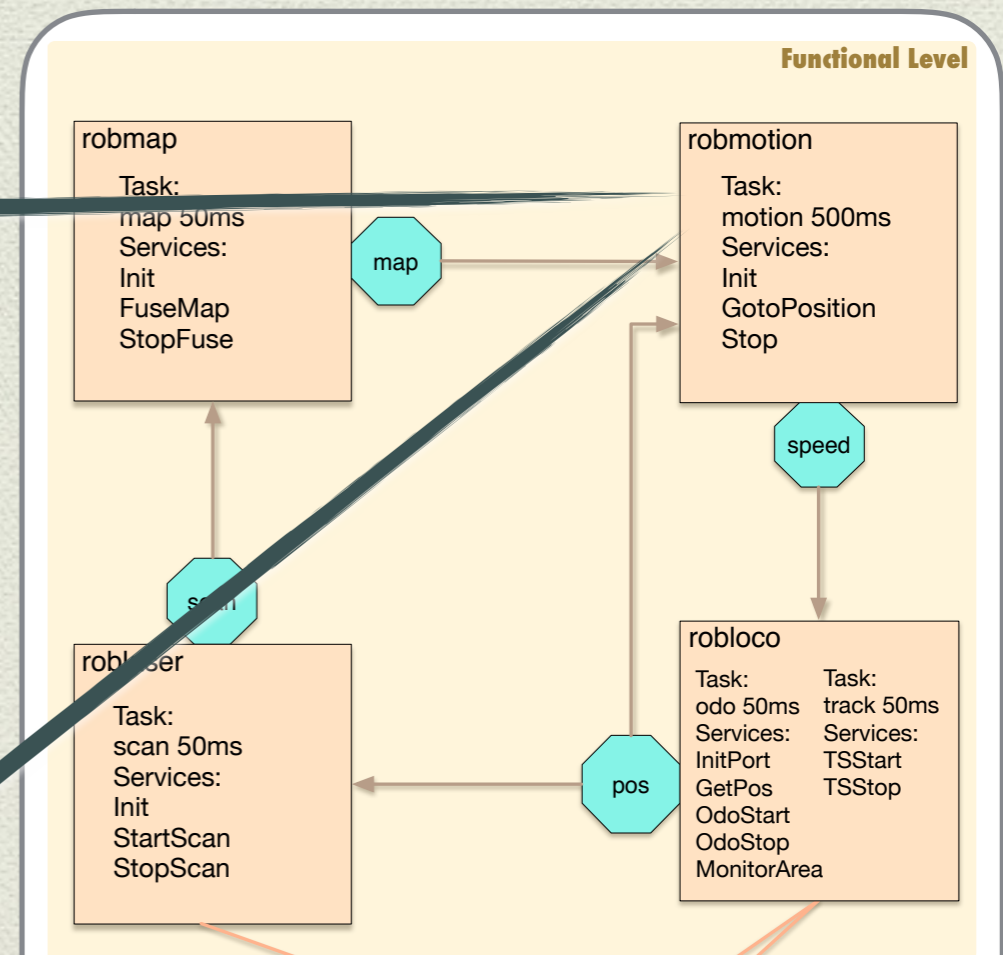 Functional Level
robmap
Task:
map 50ms
Services:
Init
FuseMap
StopFuse
map
robmotion
Task:
motion 500ms
Services:
Init
GotoPosition
Stop
speed
scan
roblaser
Task:
scan 50ms
Services:
Init
StartScan
StopScan
pos
robloco
Task:
odo 50ms
Services:
InitPort
GetPos
OdoStart
OdoStop
MonitorArea
Task:
track 50ms
Services:
TSStart
TSStop